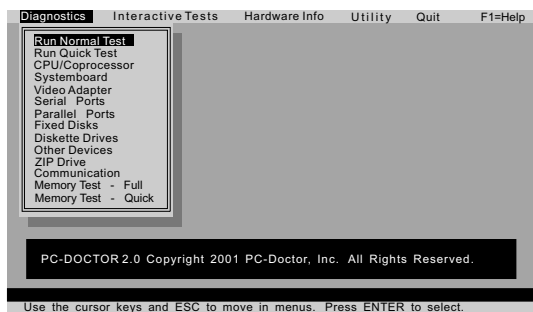 Diagnostics Interactive Tests Hardware Info Utility Quit F1=Help
Run Normal Test
Run Quick Test
CPU/Coprocessor
Systemboard
Video Adapter
Serial Ports
Parallel Ports
Fixed Disks
Diskette Drives
Other Devices
ZIP Drive
Communication
Memory Test - Full
Memory Test - Quick
PC-DOCTOR 2.0 Copyright 2001 PC-Doctor, Inc. All Rights Reserved.
Use the cursor keys and ESC to move in menus. Press ENTER to select.